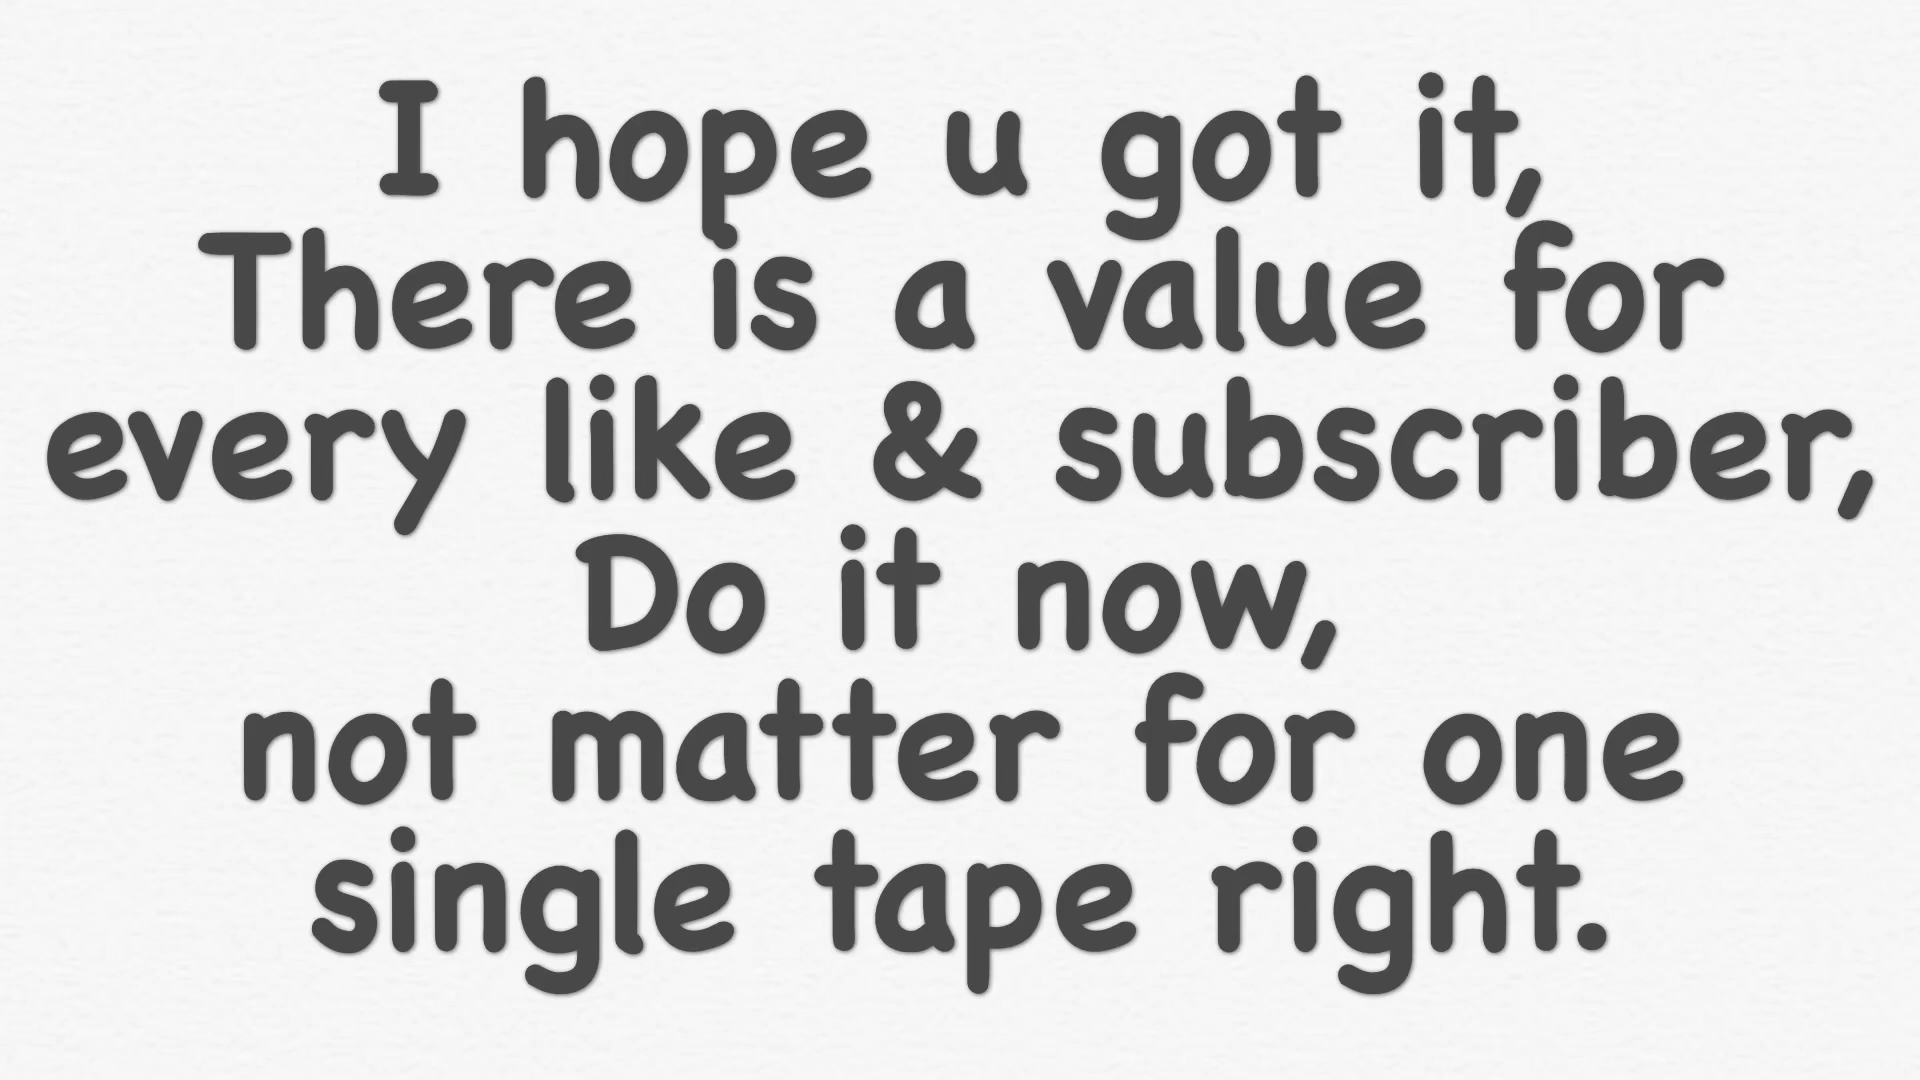 I hope u got it,
There is a value for
every like & subscriber,
Do it now,
not matter for one
single tape right.